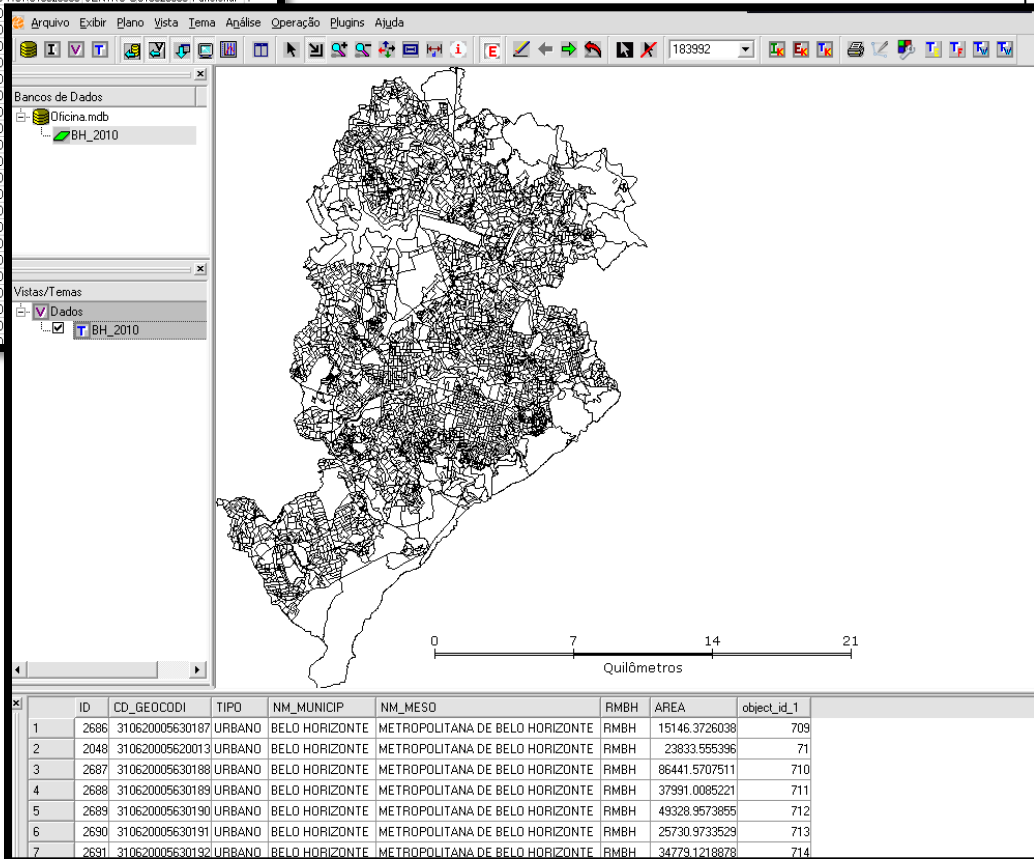 Arquivo Exibir Plano Vista Tema Análise Operação Plugins Ajuda
183992
Bancos de Dados
Oficina.mdb
BH_2010
Vistas/Temas
Dados
BH_2010
0 7 14 21
Quilômetros
ID CD_GEOCODI TIPO NM_MUNICIP NM_MESO RMBH AREA object_id_1
1 2686 310620005630187 URBANO BELO HORIZONTE METROPOLITANA DE BELO HORIZONTE RMBH 15146.3726038 709
2 2048 310620005620013 URBANO BELO HORIZONTE METROPOLITANA DE BELO HORIZONTE RMBH 23833.555396 71
3 2687 310620005630188 URBANO BELO HORIZONTE METROPOLITANA DE BELO HORIZONTE RMBH 86441.5707511 710
4 2688 310620005630189 URBANO BELO HORIZONTE METROPOLITANA DE BELO HORIZONTE RMBH 37991.0085221 711
5 2689 310620005630190 URBANO BELO HORIZONTE METROPOLITANA DE BELO HORIZONTE RMBH 49328.9573855 712
6 2690 310620005630191 URBANO BELO HORIZONTE METROPOLITANA DE BELO HORIZONTE RMBH 25730.9733529 713
7 2691 310620005630192 URBANO BELO HORIZONTE METROPOLITANA DE BELO HORIZONTE RMBH 34779.1218878 714